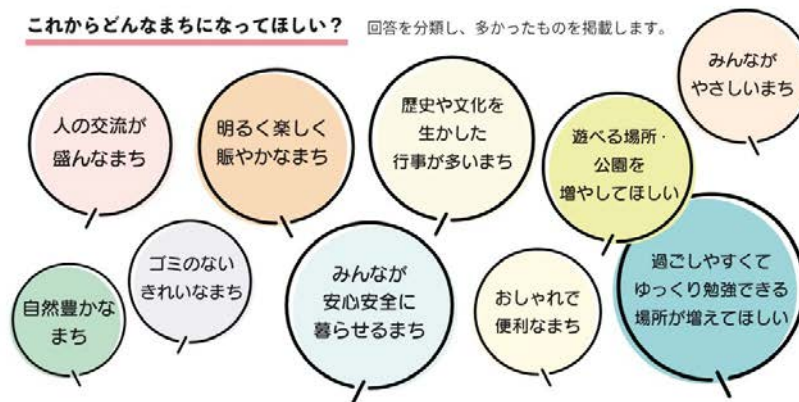 これからどんなまちになってほしい？ 回答を分類し、多かったものを掲載します。
人の交流が
盛んなまち
明るく楽しく
賑やかなまち
歴史や文化を
生かした
行事が多いまち
遊べる場所・
公園を
増やしてほしい
みんなが
やさしいまち
自然豊かな
まち
ゴミのない
きれいなまち
みんなが
安心安全に
暮らせるまち
おしゃれで
便利なまち
過ごしやすくて
ゆっくり勉強できる
場所が増えてほしい